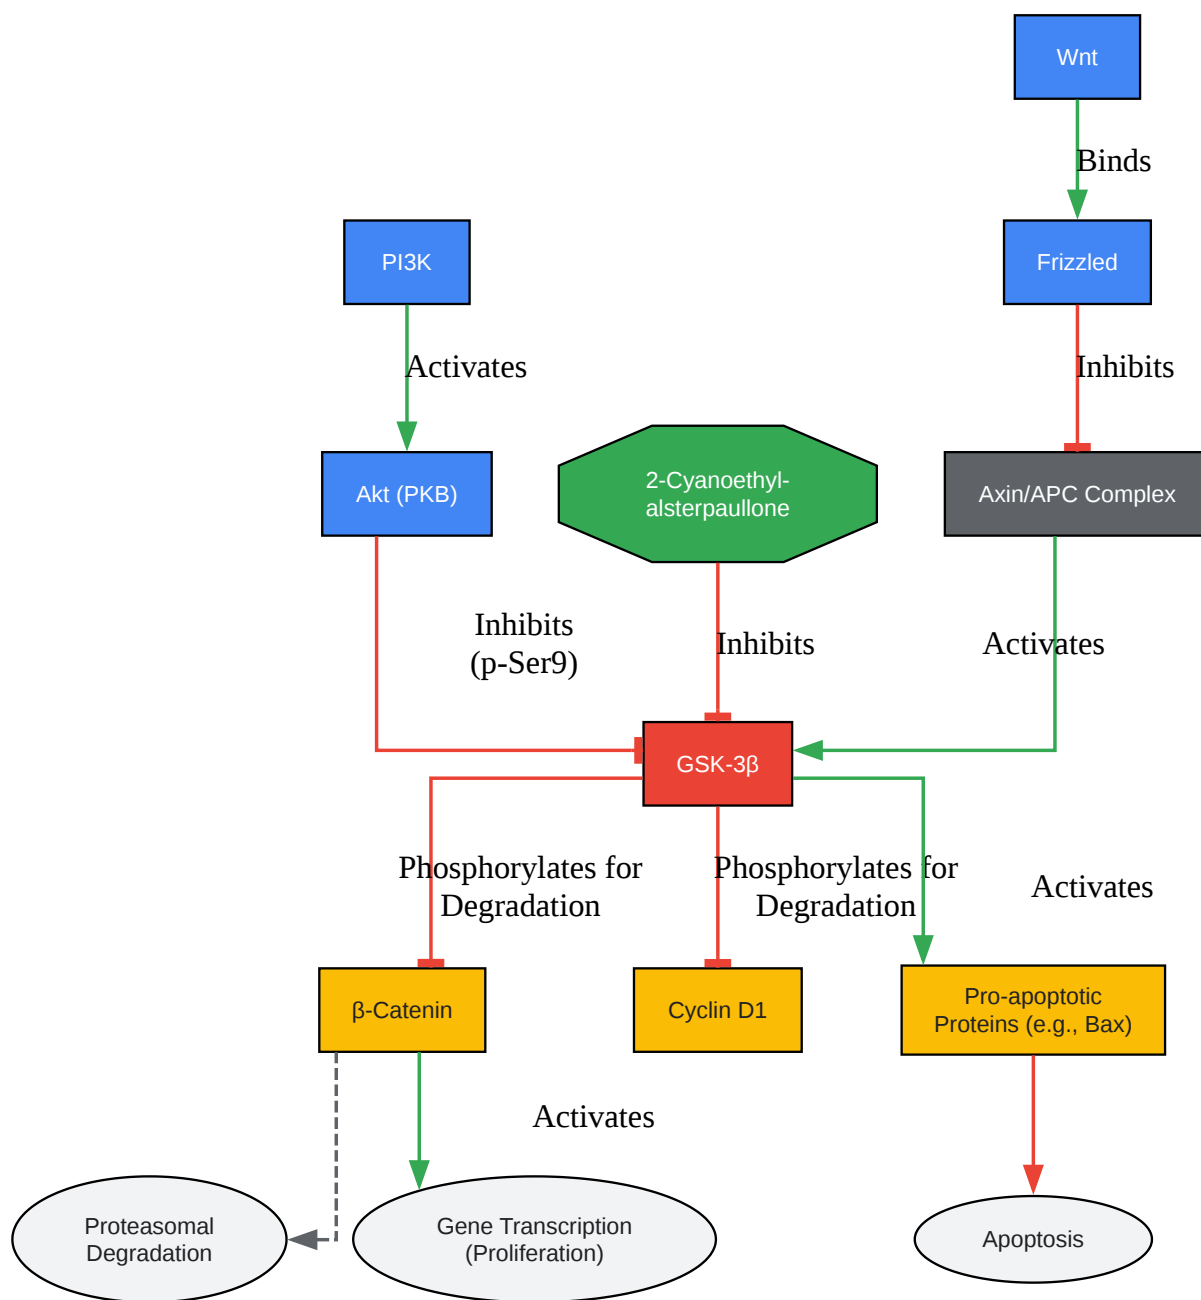 Wnt
Binds
PI3K
Frizzled
Activates
Inhibits
Akt (PKB)
2-Cyanoethyl-
alsterpaullone
Axin/APC Complex
Inhibits
(p-Ser9)
Inhibits
Activates
GSK-3β
Phosphorylates for
Degradation
Phosphorylates for
Degradation
Activates
β-Catenin
Cyclin D1
Pro-apoptotic
Proteins (e.g., Bax)
Activates
Proteasomal
Degradation
Gene Transcription
(Proliferation)
Apoptosis